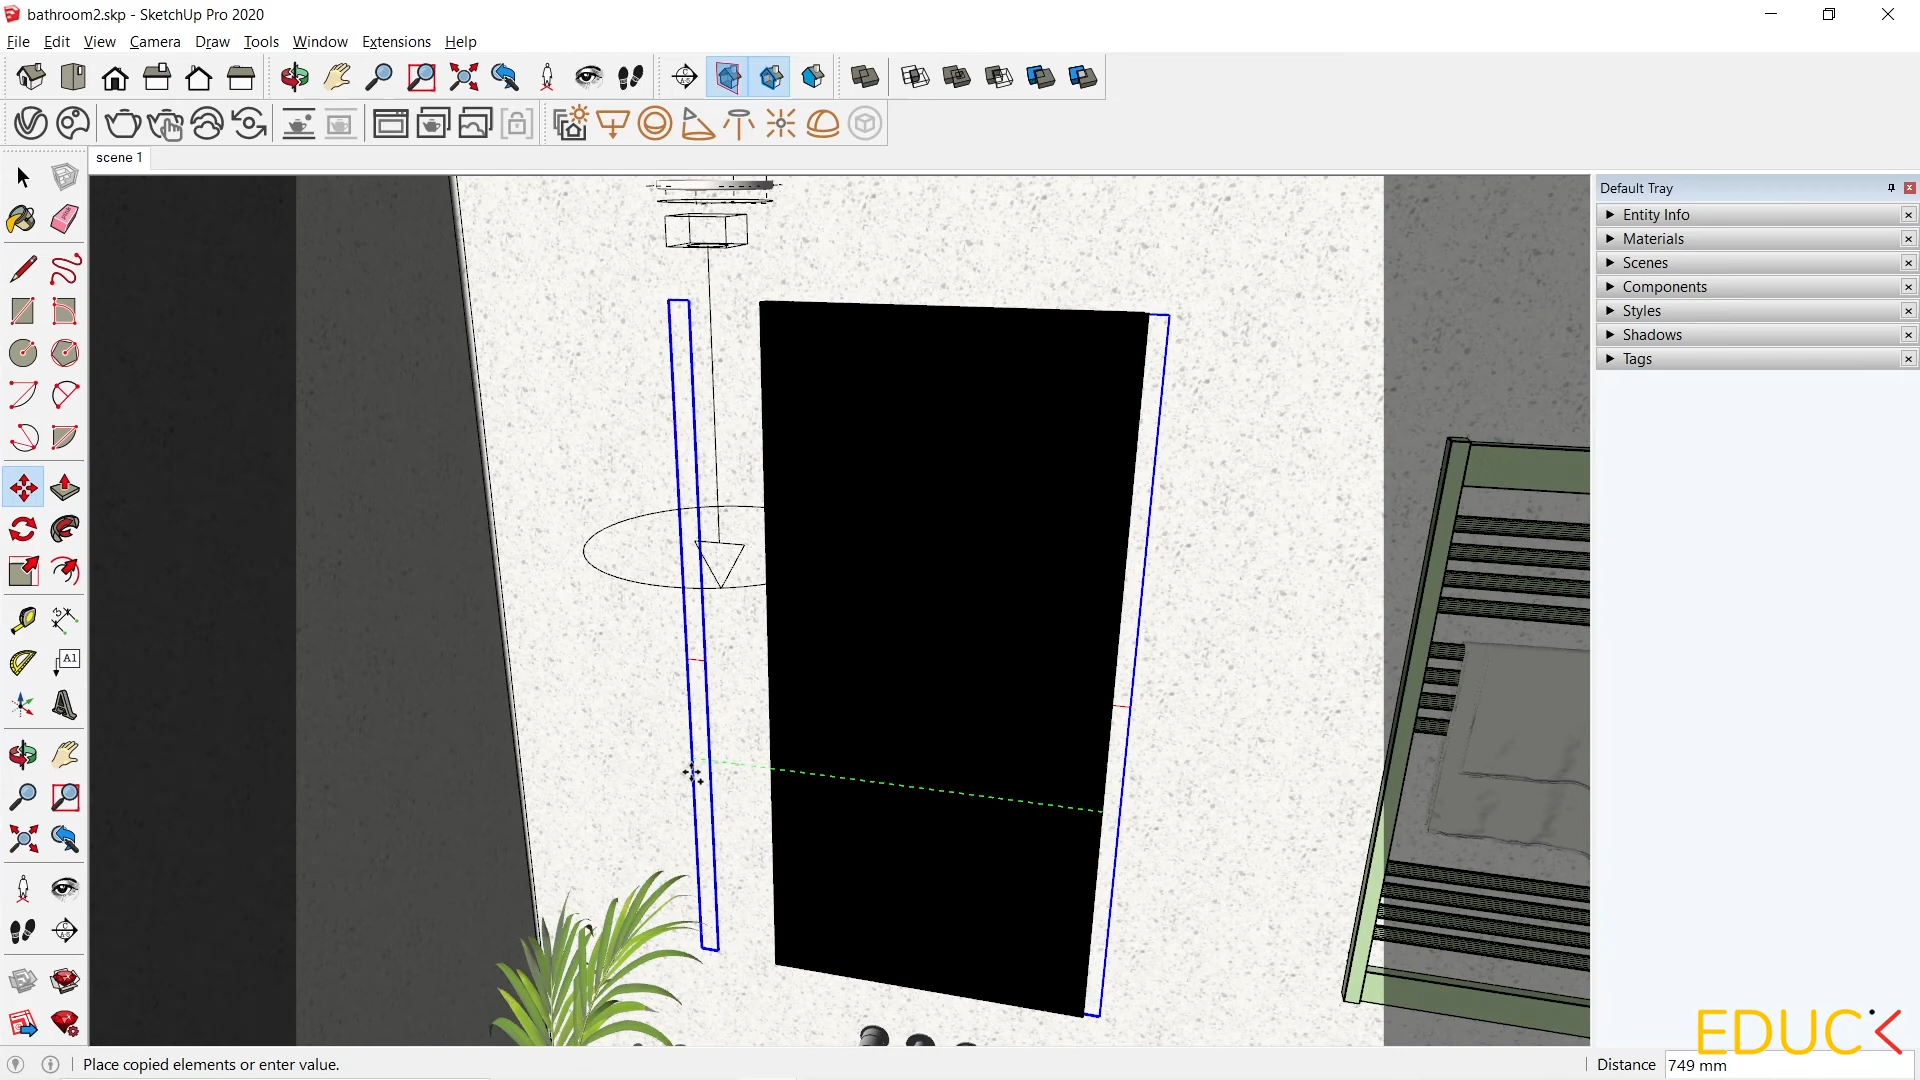 bathroom2.skp - SketchUp Pro 2020
File Edit View Camera Draw Tools Window Extensions Help
scene 1
Default Tray
Entity Info
Materials
Scenes
Components
Styles
Shadows
Tags
A1
EDUC
Place copied elements or enter value.
Distance 749 mm